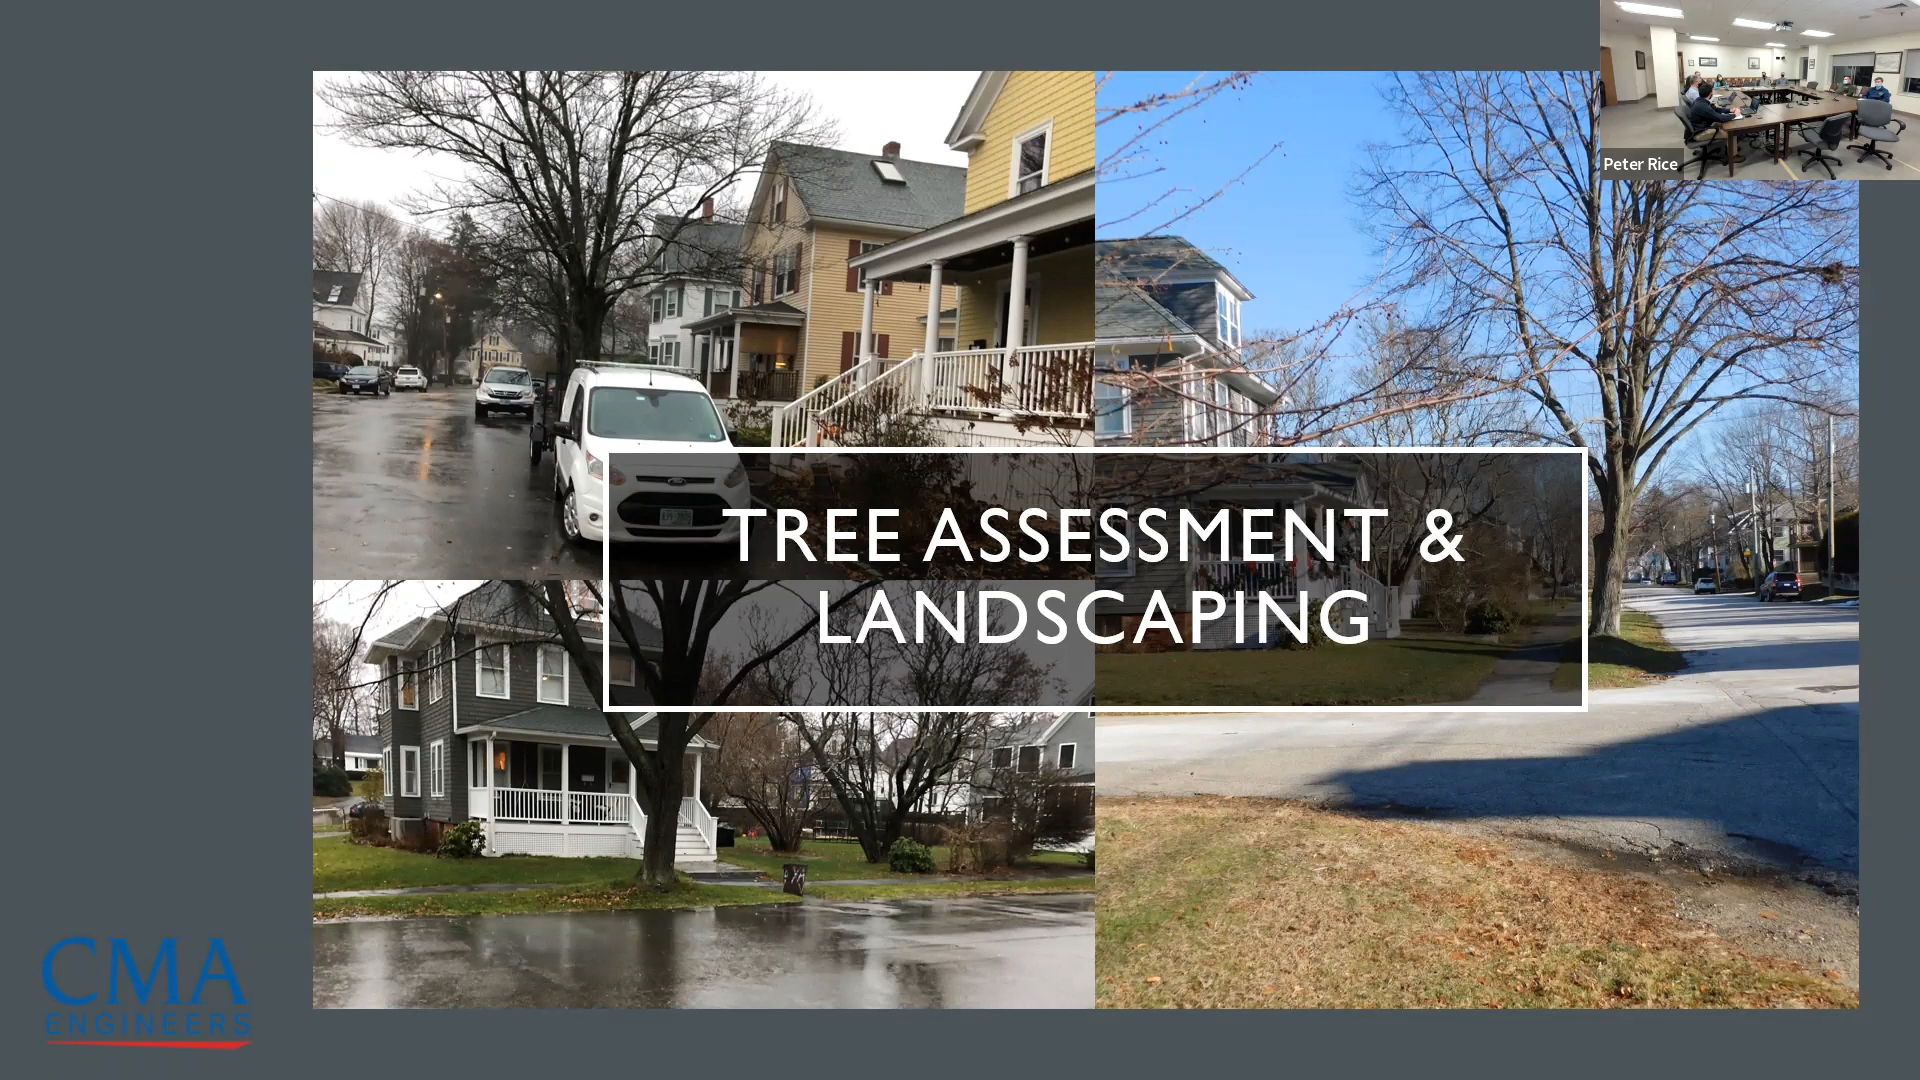 Peter Rice
TREE ASSESSMENT &
LANDSCAPING
CMA
ENGINEERS